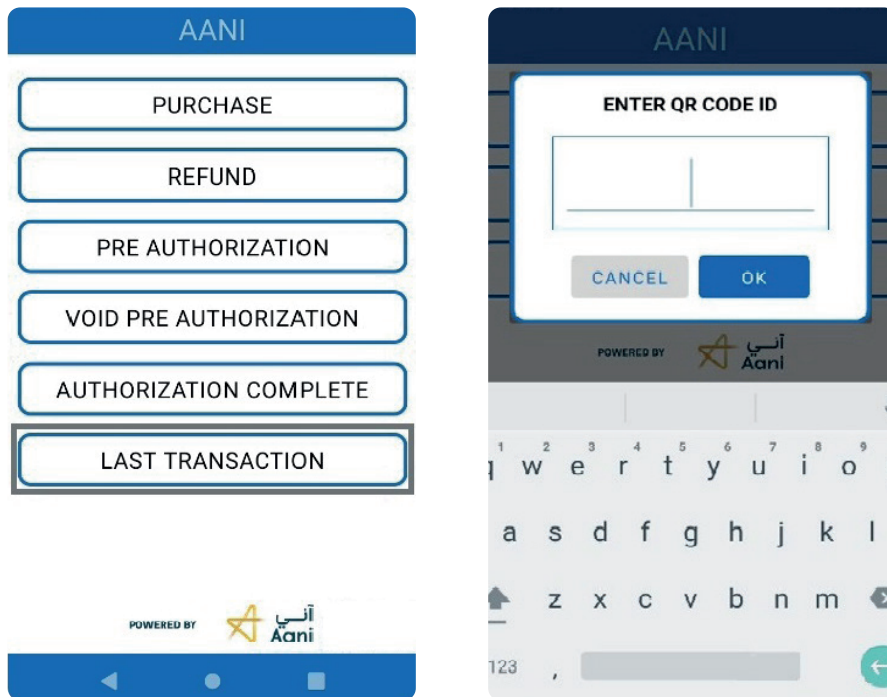 AANI
PURCHASE
REFUND
PRE AUTHORIZATION
VOID PRE AUTHORIZATION
AUTHORIZATION COMPLETE
LAST TRANSACTION
POWERED BY
آنـي
Aani
AANI
ENTER QR CODE ID
CANCEL
OK
POWERED BY
آنـي
Aani
1 2 3 4 5 6 7 8 9
q w e r t y u i o
a s d f g h j k l
z x c v b n m
123 ,